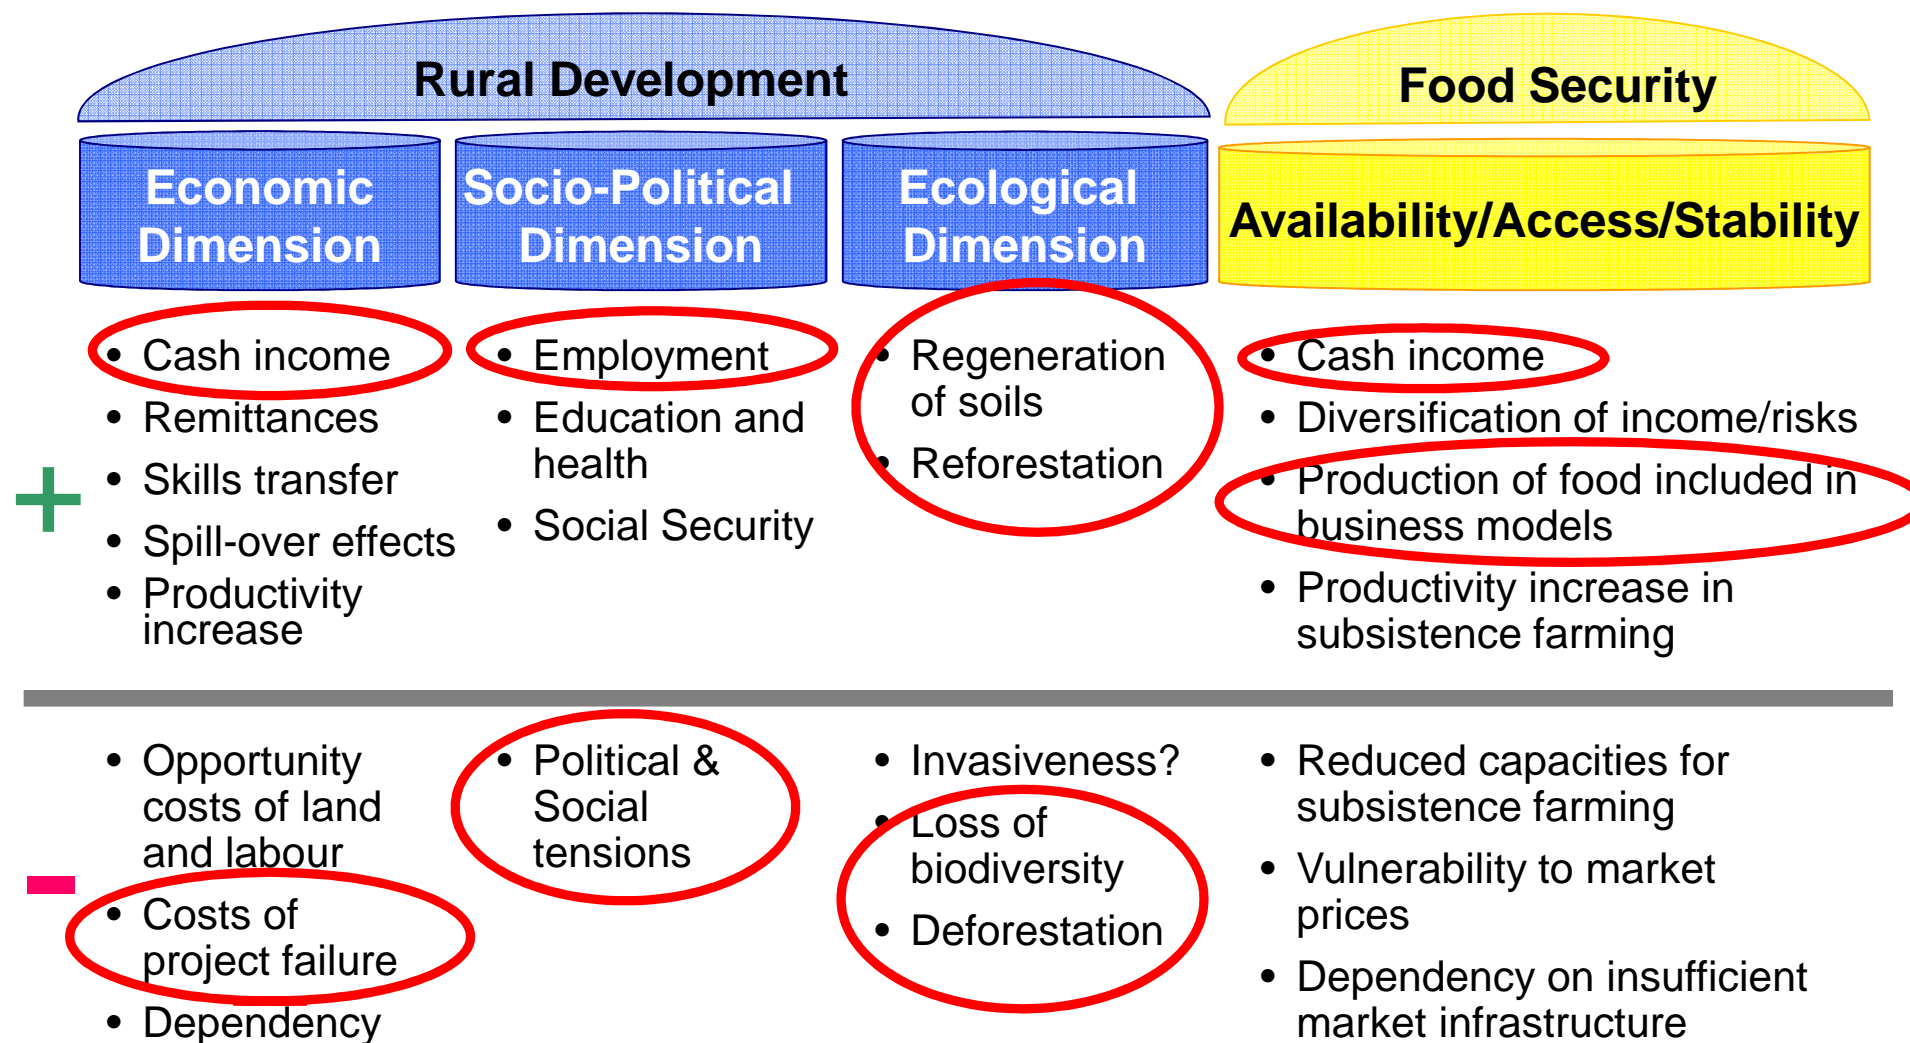 Rural Development
Food Security
Economic
Dimension
Socio-Political
Dimension
Ecological
Dimension
Availability/Access/Stability
+
• Cash income
• Remittances
• Skills transfer
• Spill-over effects
• Productivity
increase
• Employment
• Education and
health
• Social Security
• Regeneration
of soils
• Reforestation
• Cash income
• Diversification of income/risks
• Production of food included in
business models
• Productivity increase in
subsistence farming
-
• Opportunity
costs of land
and labour
• Costs of
project failure
• Dependency
• Political &
Social
tensions
• Invasiveness?
• Loss of
biodiversity
• Deforestation
• Reduced capacities for
subsistence farming
• Vulnerability to market
prices
• Dependency on insufficient
market infrastructure